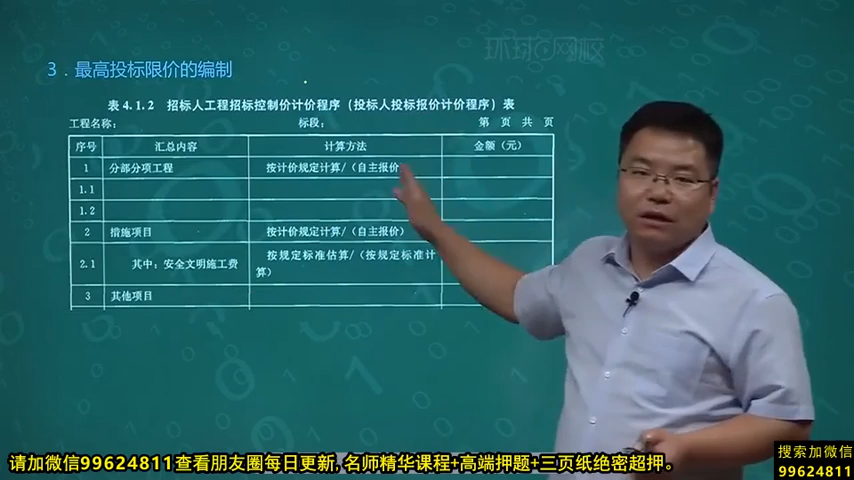 环球网校
3．最高投标限价的编制
表 4.1.2 招标人工程招标控制价计价程序（投标人投标报价计价程序）表
工程名称： 标段： 第 页 共 页
序号 汇总内容 计算方法 金额（元）
1 分部分项工程 按计价规定计算/（自主报价
1.1
1.2
2 措施项目 按计价规定计算/（自主报价）
2.1 其中：安全文明施工费 按规定标准估算/（按规定标准计算）
3 其他项目
请加微信99624811查看朋友圈每日更新,名师精华课程+高端押题+三页纸绝密超押。
搜索加微信
99624811